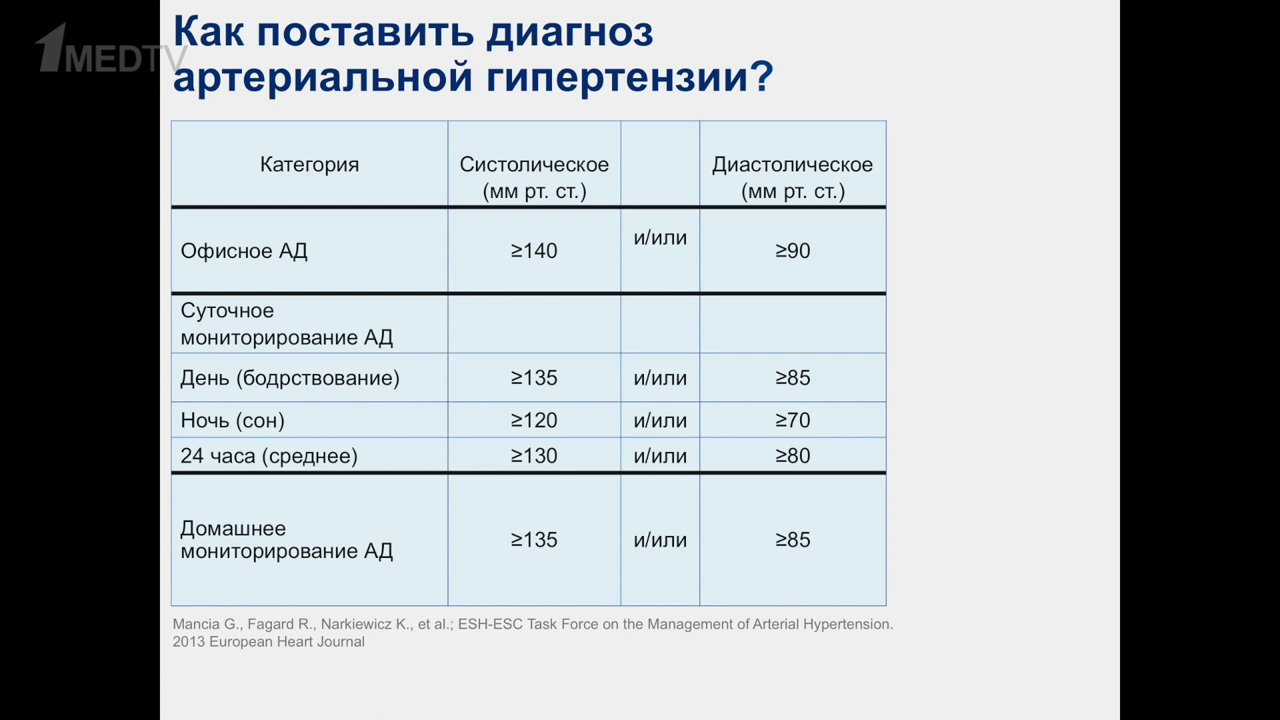 1MEDTV
Как поставить диагноз
артериальной гипертензии?
Категория
Систолическое
(мм рт. ст.)
Диастолическое
(мм рт. ст.)
Офисное АД
≥140
и/или
≥90
Суточное
мониторирование АД
День (бодрствование)
≥135
и/или
≥85
Ночь (сон)
≥120
и/или
≥70
24 часа (среднее)
≥130
и/или
≥80
Домашнее
мониторирование АД
≥135
и/или
≥85
Mancia G., Fagard R., Narkiewicz K., et al.; ESH-ESC Task Force on the Management of Arterial Hypertension.
2013 European Heart Journal